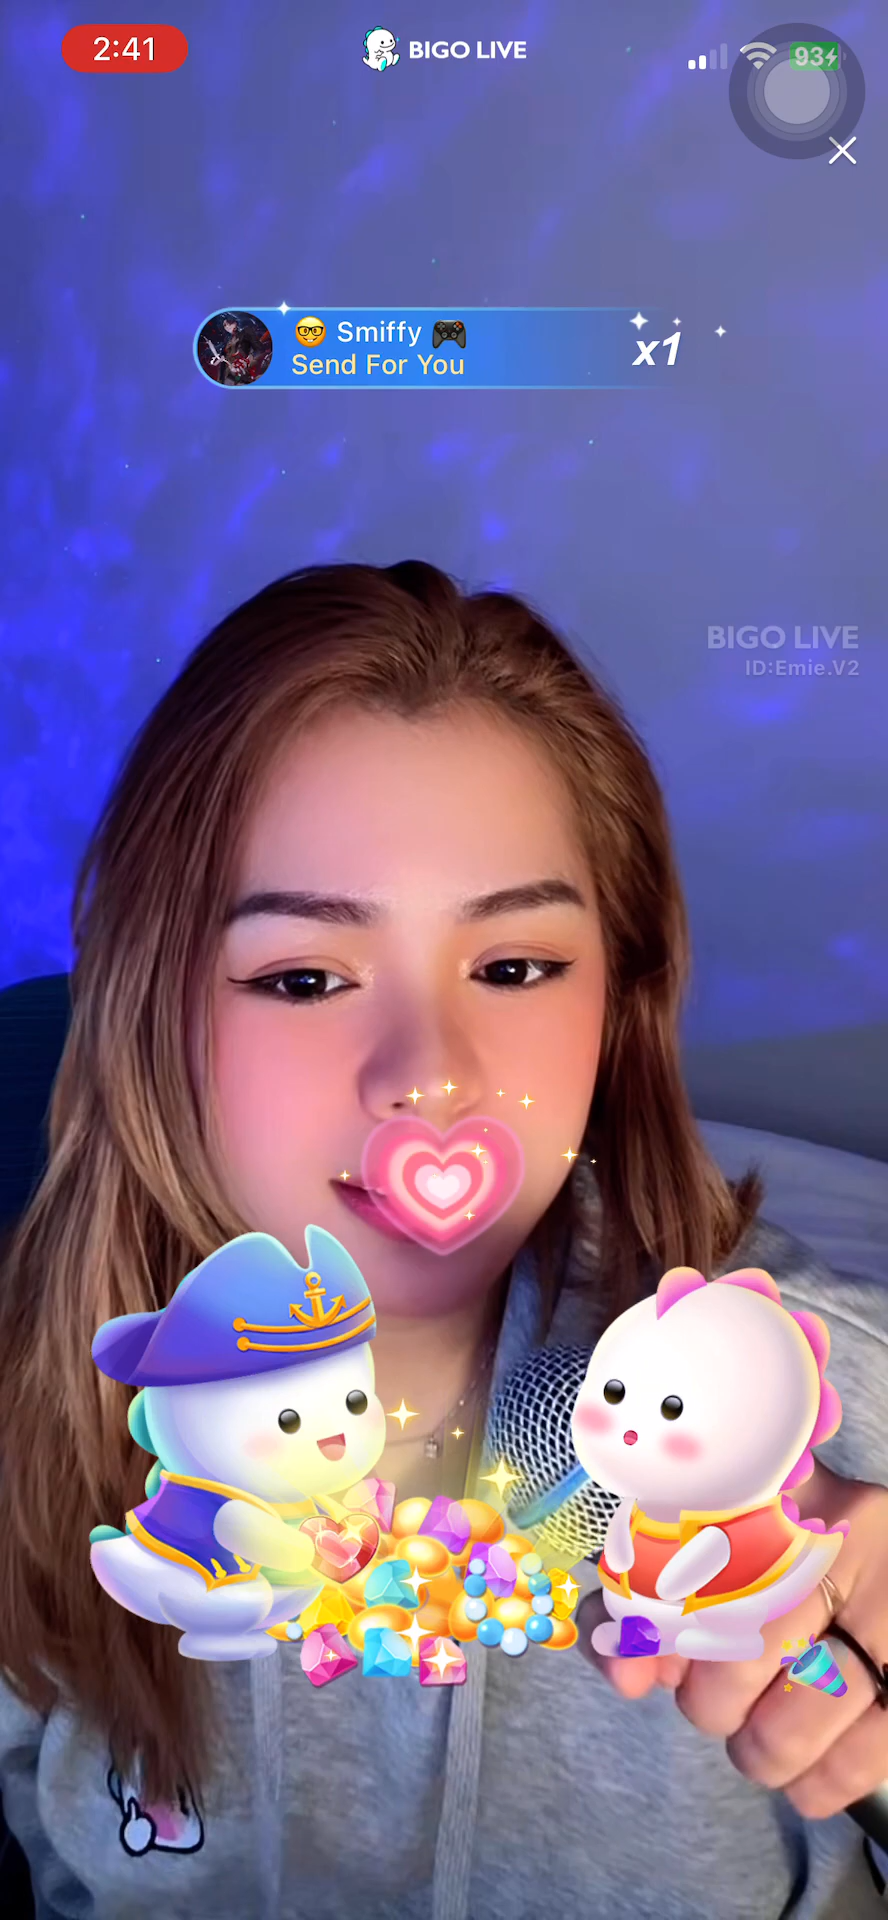 2:41
BIGO LIVE
93
🤓 Smiffy 🎮
Send For You
x1
BIGO LIVE
ID:Emie.V2